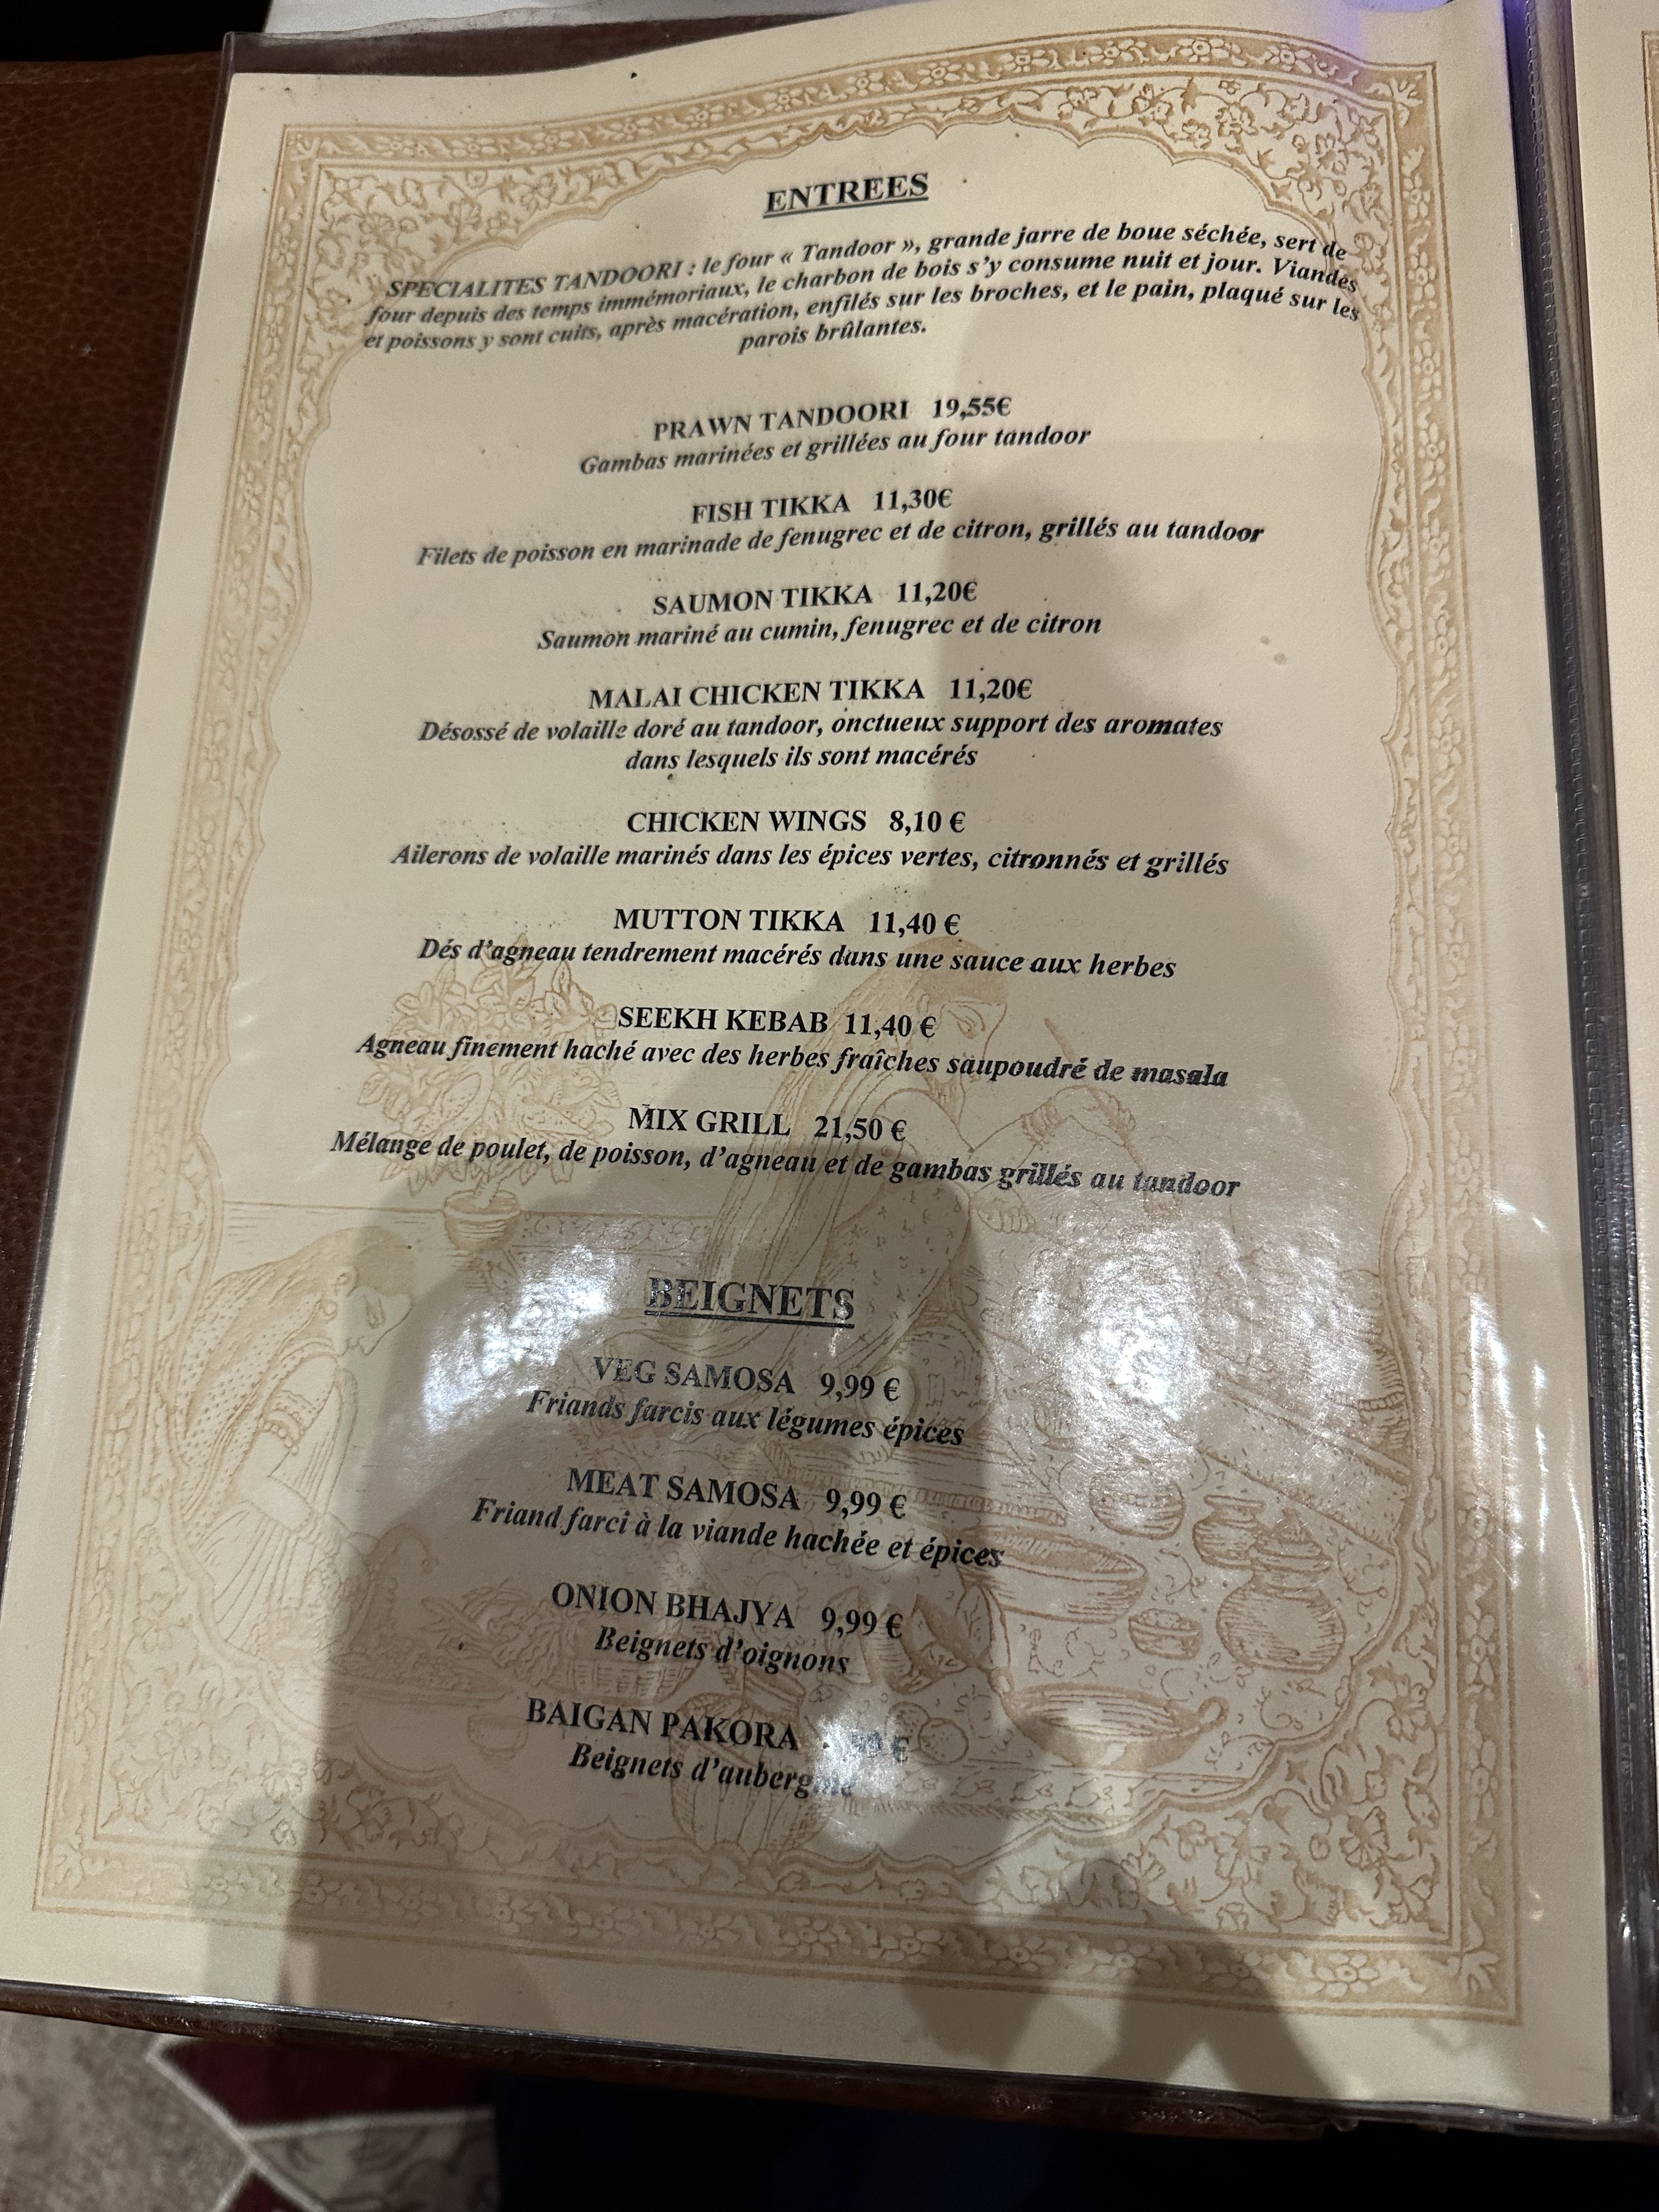 ENTREES
SPECIALITES TANDOORI : le four « Tandoor », grande jarre de boue séchée, sert de
four depuis des temps immémoriaux, le charbon de bois s’y consume nuit et jour. Viandes
et poissons y sont cuits, après macération, enfilés sur les broches, et le pain, plaqué sur les
parois brûlantes.
PRAWN TANDOORI 19,55€
Gambas marinées et grillées au four tandoor
FISH TIKKA 11,30€
Filets de poisson en marinade de fenugrec et de citron, grillés au tandoor
SAUMON TIKKA 11,20€
Saumon mariné au cumin, fenugrec et de citron
MALAI CHICKEN TIKKA 11,20€
Désossé de volaille doré au tandoor, onctueux support des aromates
dans lesquels ils sont macérés
CHICKEN WINGS 8,10 €
Ailerons de volaille marinés dans les épices vertes, citronnés et grillés
MUTTON TIKKA 11,40 €
Dés d’agneau tendrement macérés dans une sauce aux herbes
SEEKH KEBAB 11,40 €
Agneau finement haché avec des herbes fraîches saupoudré de masala
MIX GRILL 21,50 €
Mélange de poulet, de poisson, d’agneau et de gambas grillés au tandoor
BEIGNETS
VEG SAMOSA 9,99 €
Friands farcis aux légumes épices
MEAT SAMOSA 9,99 €
Friand farci à la viande hachée et épices
ONION BHAJYA 9,99 €
Beignets d’oignons
BAIGAN PAKORA €
Beignets d’aubergine